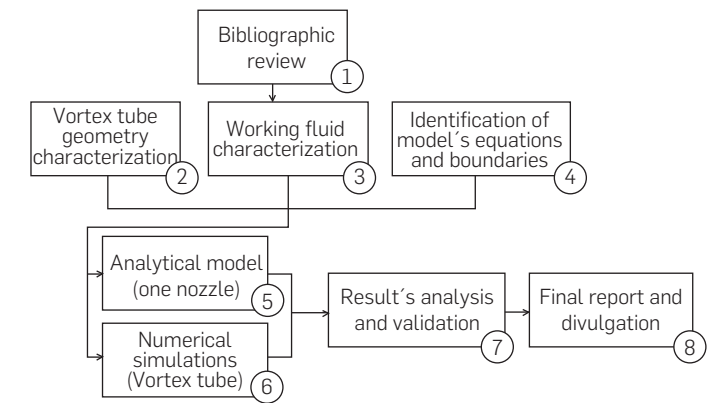 Bibliographic
review
1
Vortex tube
geometry
characterization
2
Working fluid
characterization
3
Identification of
model´s equations
and boundaries
4
Analytical model
(one nozzle)
5
Numerical
simulations
(Vortex tube)
6
Result´s analysis
and validation
7
Final report and
divulgation
8